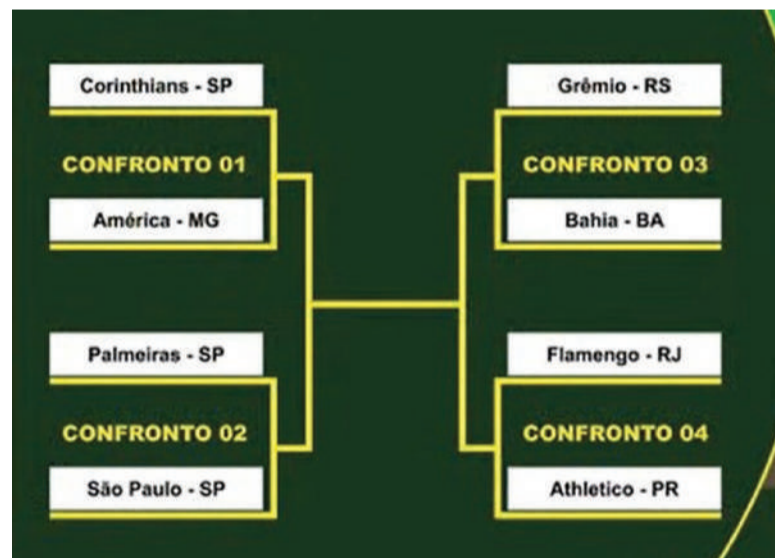 Corinthians - SP
CONFRONTO 01
América - MG
Palmeiras - SP
CONFRONTO 02
São Paulo - SP
Grêmio - RS
CONFRONTO 03
Bahia - BA
Flamengo - RJ
CONFRONTO 04
Athletico - PR